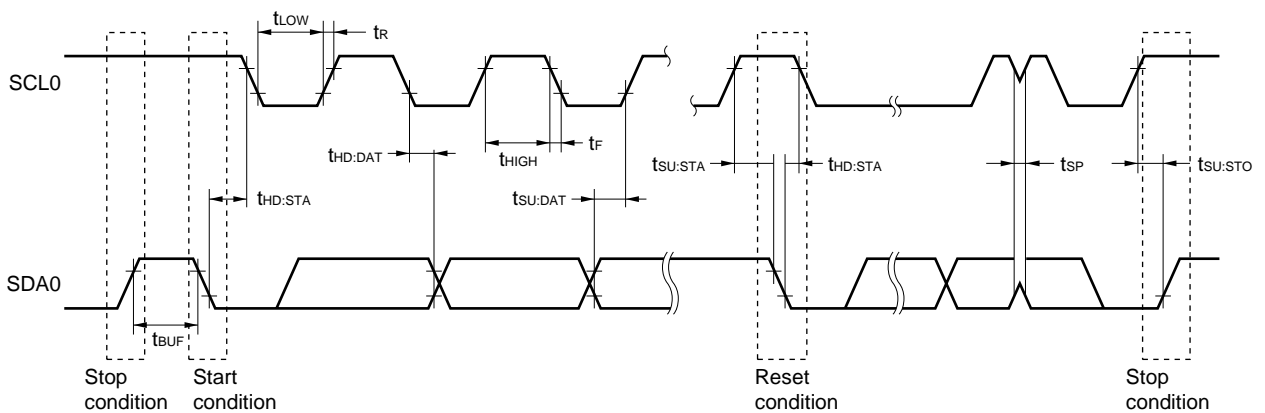 tLOW
tR
SCL0
tHD:DAT
tHIGH
tF
tSU:STA
tHD:STA
tSP
tSU:STO
tHD:STA
tSU:DAT
SDA0
tBUF
Stop
condition
Start
condition
Reset
condition
Stop
condition